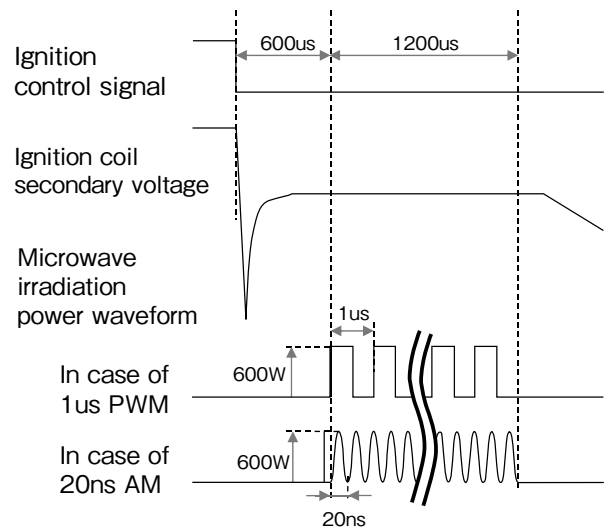 600us
1200us
Ignition
control signal
Ignition coil
secondary voltage
Microwave
irradiation
power waveform
1us
600W
In case of
1us PWM
600W
In case of
20ns AM
20ns